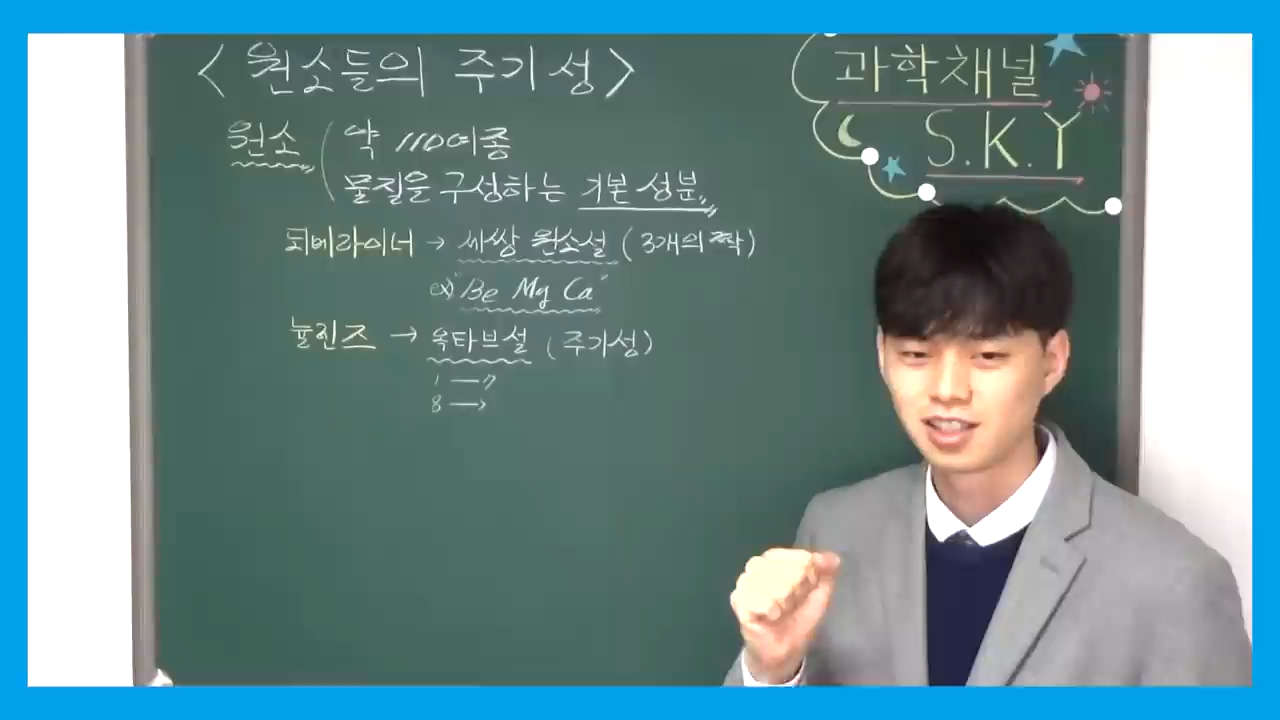 <원소들의 주기성>
과학채널
S.K.Y
원소 ( 약 110여종
물질을 구성하는 기본 성분
되베라이너 → 세쌍 원소설 (3개의 짝)
ex) "Be Mg Ca"
뉼린즈 → 옥타브설 (주기성)
1 →
8 →